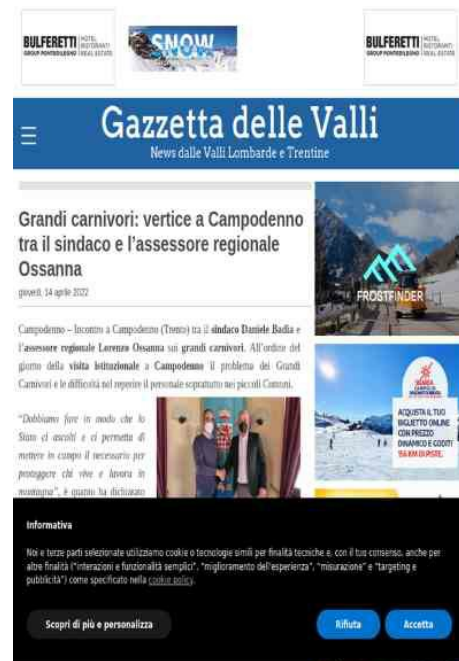 BULFERETTI
GROUP PONTEDILEGNO
HOTEL
RISTORANTI
REAL ESTATE
SNOW
BULFERETTI
GROUP PONTEDILEGNO
HOTEL
RISTORANTI
REAL ESTATE
Gazzetta delle Valli
News dalle Valli Lombarde e Trentine
Grandi carnivori: vertice a Campodenno
tra il sindaco e l’assessore regionale
Ossanna
giovedì, 14 aprile 2022
Campodenno – Incontro a Campodenno (Trento) tra il sindaco Daniele Badia e
l’assessore regionale Lorenzo Ossanna sui grandi carnivori. All’ordine del
giorno della visita istituzionale a Campodenno il problema dei Grandi
Carnivori e le difficoltà nel reperire il personale soprattutto nei piccoli Comuni.
“Dobbiamo fare in modo che lo
Stato ci ascolti e ci permetta di
mettere in campo il necessario per
proteggere chi vive e lavora in
montagna”, è quanto ha dichiarato
FROSTFINDER
ACQUISTA IL TUO
BIGLIETTO ONLINE
CON PREZZO
DINAMICO E GODITI
Informativa
Noi e terze parti selezionate utilizziamo cookie o tecnologie simili per finalità tecniche e, con il tuo consenso, anche per
altre finalità (“interazioni e funzionalità semplici”, “miglioramento dell'esperienza”, “misurazione” e “targeting e
pubblicità”) come specificato nella cookie policy.
Scopri di più e personalizza
Rifiuta
Accetta